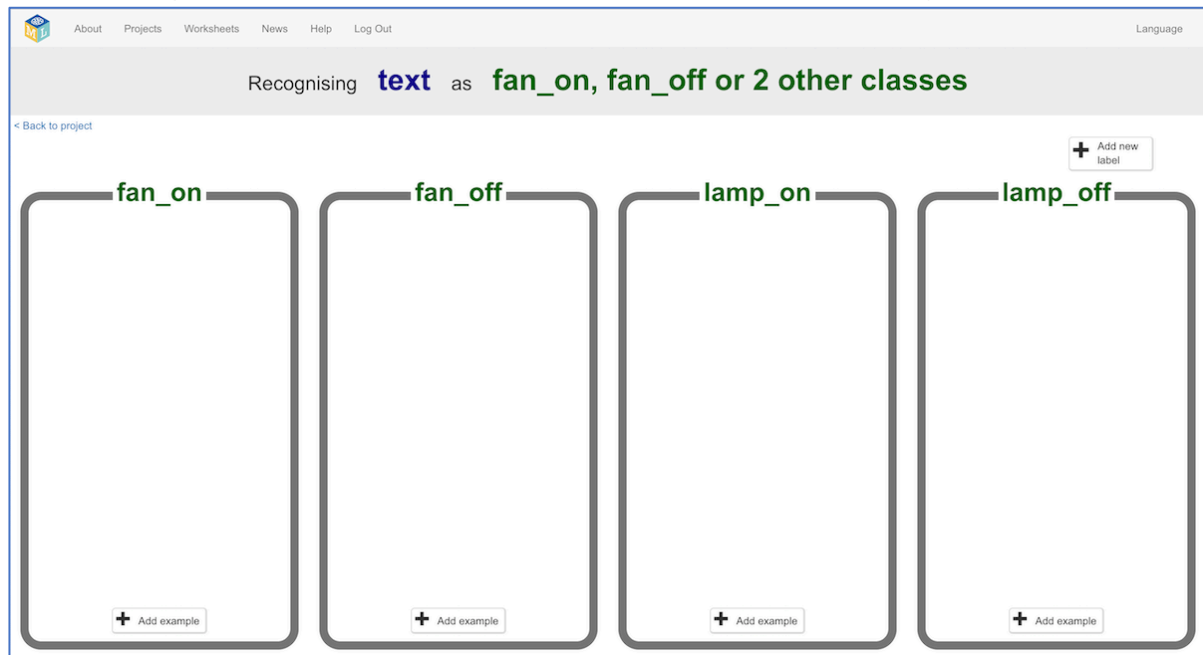 About Projects Worksheets News Help Log Out Language
Recognising text as fan_on, fan_off or 2 other classes
< Back to project
Add new
label
fan_on fan_off lamp_on lamp_off
Add example Add example Add example Add example